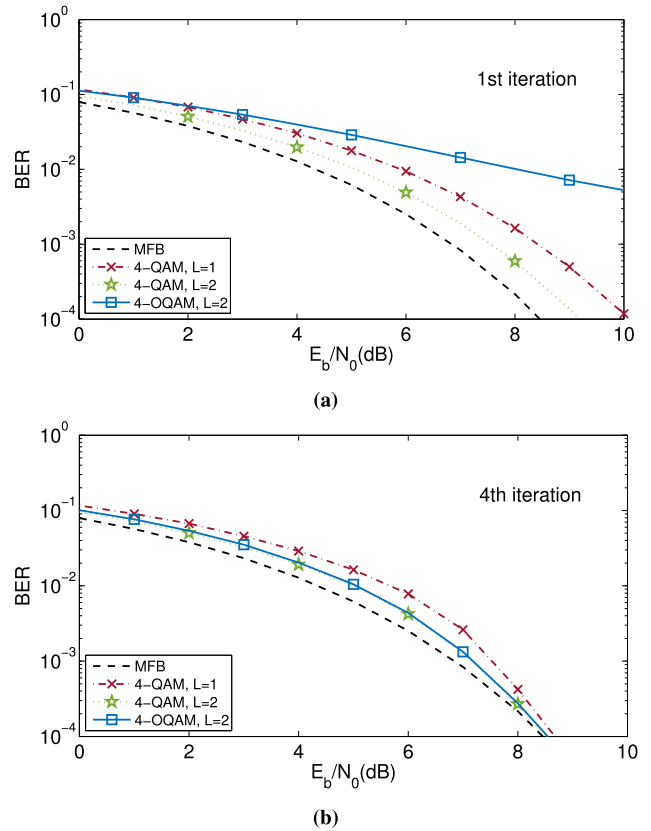 10^0
10^-1
10^-2
10^-3
10^-4
BER
1st iteration
MFB
4-QAM, L=1
4-QAM, L=2
4-OQAM, L=2
0 2 4 6 8 10
E_b/N_0(dB)
(a)
10^0
10^-1
10^-2
10^-3
10^-4
BER
4th iteration
MFB
4-QAM, L=1
4-QAM, L=2
4-OQAM, L=2
0 2 4 6 8 10
E_b/N_0(dB)
(b)